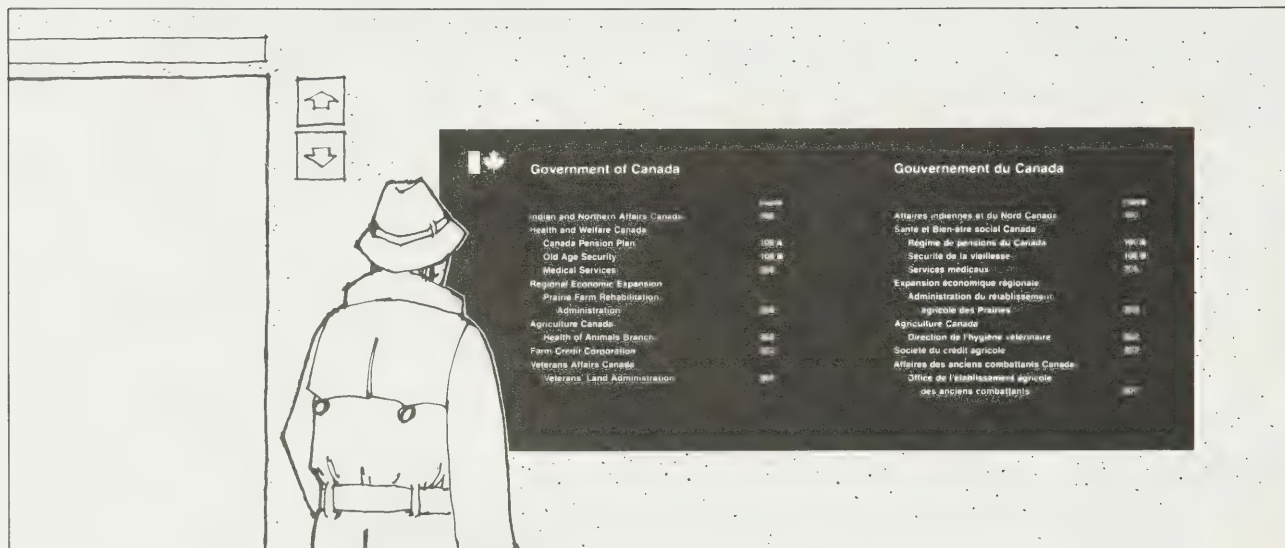 Government of Canada
Indian and Northern Affairs Canada
Health and Welfare Canada
Canada Pension Plan
Old Age Security
Medical Services
Regional Economic Expansion
Prairie Farm Rehabilitation
Administration
Agriculture Canada
Health of Animals Branch
Farm Credit Corporation
Veterans Affairs Canada
Veterans' Land Administration
Gouvernement du Canada
Affaires indiennes et du Nord Canada
Santé et Bien-être social Canada
Régime de pensions du Canada
Sécurité de la vieillesse
Services médicaux
Expansion économique régionale
Administration du rétablissement
agricole des Prairies
Agriculture Canada
Direction de l'hygiène vétérinaire
Société du crédit agricole
Affaires des anciens combattants Canada
Office de l'établissement agricole
des anciens combattants